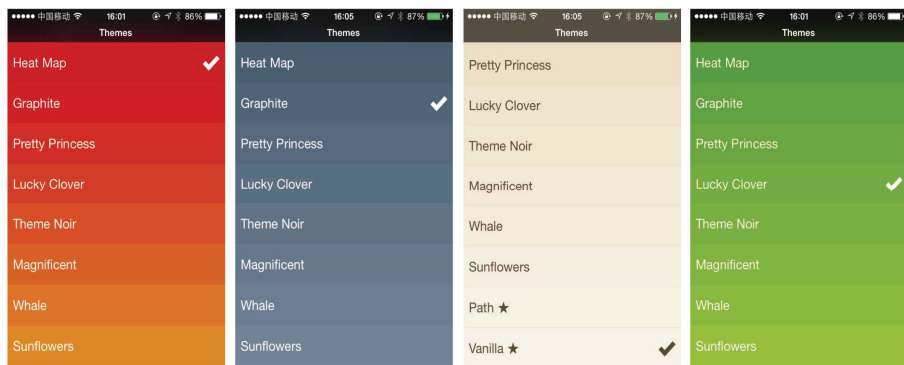 中国移动 16:01 86%
Themes
Heat Map
Graphite
Pretty Princess
Lucky Clover
Theme Noir
Magnificent
Whale
Sunflowers
中国移动 16:05 87%
Themes
Heat Map
Graphite
Pretty Princess
Lucky Clover
Theme Noir
Magnificent
Whale
Sunflowers
中国移动 16:05 87%
Themes
Pretty Princess
Lucky Clover
Theme Noir
Magnificent
Whale
Sunflowers
Path ★
Vanilla ★
中国移动 16:01 86%
Themes
Heat Map
Graphite
Pretty Princess
Lucky Clover
Theme Noir
Magnificent
Whale
Sunflowers